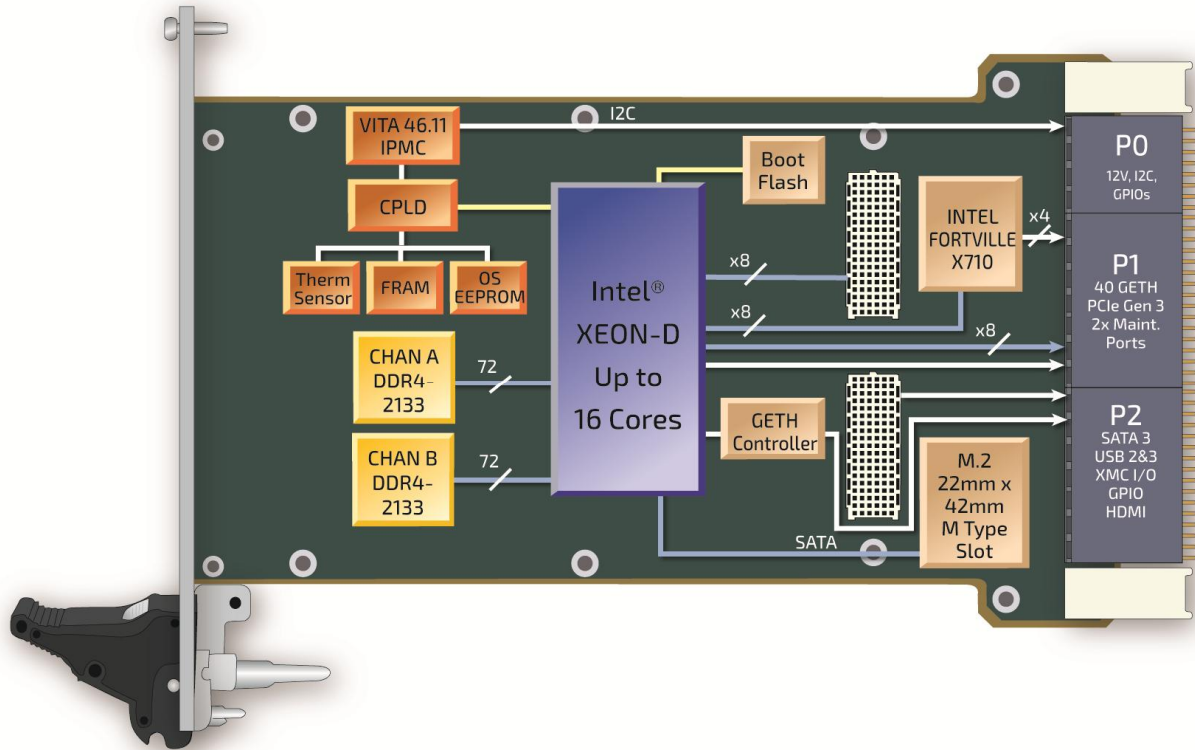 I2C
VITA 46.11
IPMC
CPLD
Therm
Sensor
FRAM
OS
EEPROM
CHAN A
DDR4-
2133
72
CHAN B
DDR4-
2133
72
Intel®
XEON-D
Up to
16 Cores
Boot
Flash
x8
x8
x8
INTEL
FORTVILLE
X710
x4
GETH
Controller
SATA
M.2
22mm x
42mm
M Type
Slot
P0
12V, I2C,
GPIOs
P1
40 GETH
PCIe Gen 3
2x Maint.
Ports
P2
SATA 3
USB 2&3
XMC I/O
GPIO
HDMI